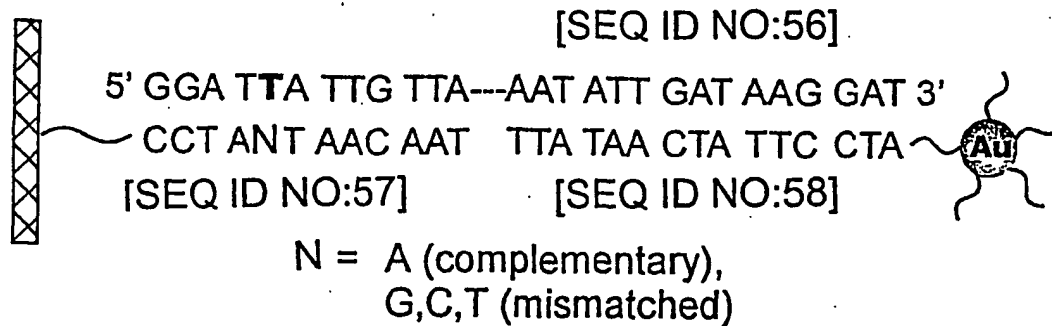 [SEQ ID NO:56]
5' GGA TTA TTG TTA---AAT ATT GAT AAG GAT 3'
CCT ANT AAC AAT TTA TAA CTA TTC CCTA
Au
[SEQ ID NO:57] [SEQ ID NO:58]
N = A (complementary),
G,C,T (mismatched)